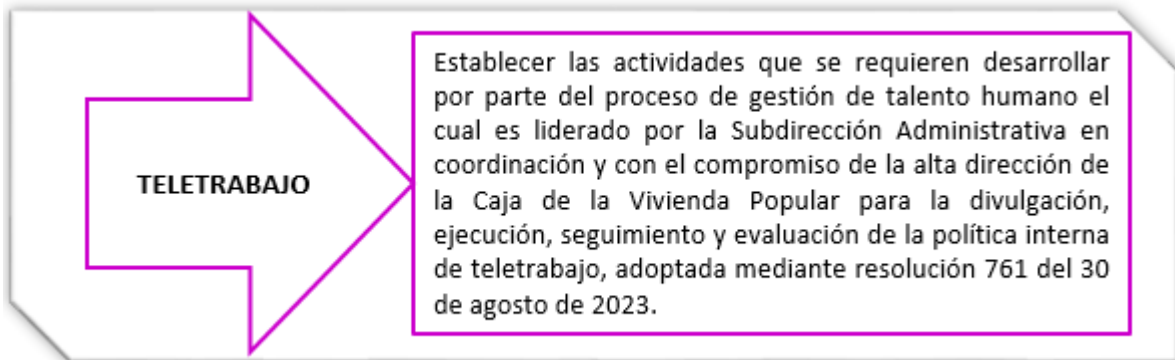 TELETRABAJO
Establecer las actividades que se requieren desarrollar
por parte del proceso de gestión de talento humano el
cual es liderado por la Subdirección Administrativa en
coordinación y con el compromiso de la alta dirección de
la Caja de la Vivienda Popular para la divulgación,
ejecución, seguimiento y evaluación de la política interna
de teletrabajo, adoptada mediante resolución 761 del 30
de agosto de 2023.